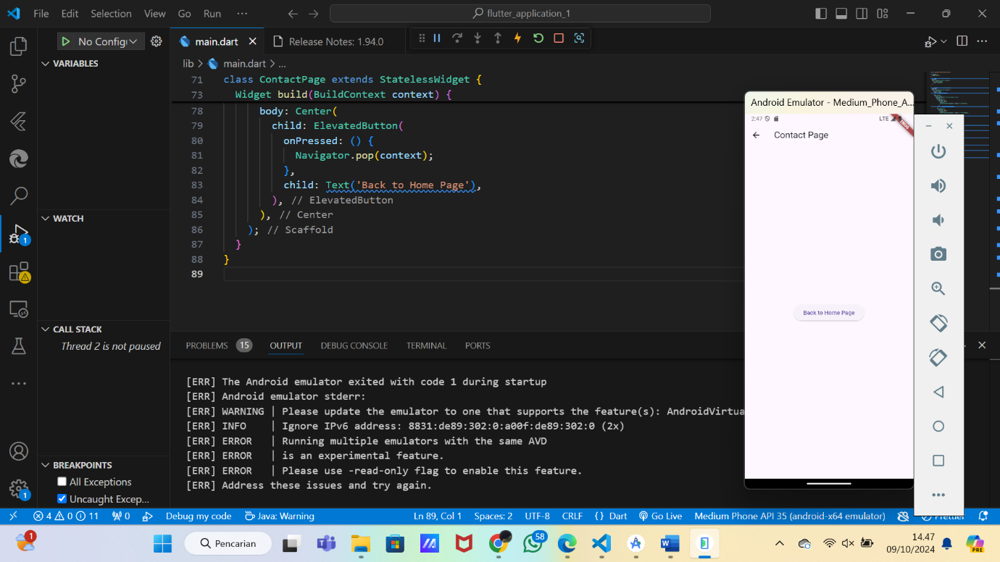 File Edit Selection View Go Run ···
flutter_application_1
No Config
main.dart
Release Notes: 1.94.0
lib > main.dart > ...
VARIABLES
WATCH
CALL STACK
Thread 2 is not paused
BREAKPOINTS
All Exceptions
Uncaught Excep...
1
1
71 class ContactPage extends StatelessWidget {
73 Widget build(BuildContext context) {
78 body: Center(
79 child: ElevatedButton(
80 onPressed: () {
81 Navigator.pop(context);
82 },
83 child: Text('Back to Home Page'),
84 ), // ElevatedButton
85 ), // Center
86 ); // Scaffold
87 }
88 }
89
PROBLEMS 15 OUTPUT DEBUG CONSOLE TERMINAL PORTS
[ERR] The Android emulator exited with code 1 during startup
[ERR] Android emulator stderr:
[ERR] WARNING | Please update the emulator to one that supports the feature(s): AndroidVirtua
[ERR] INFO | Ignore IPv6 address: 8831:de89:302:0:a00f:de89:302:0 (2x)
[ERR] ERROR | Running multiple emulators with the same AVD
[ERR] ERROR | is an experimental feature.
[ERR] ERROR | Please use -read-only flag to enable this feature.
[ERR] Address these issues and try again.
Android Emulator - Medium_Phone_A...
2:47 LTE
DEBUG
Contact Page
Back to Home Page
4 0 11 0 Debug my code Java: Warning Ln 89, Col 1 Spaces: 2 UTF-8 CRLF {} Dart Go Live Medium Phone API 35 (android-x64 emulator) Prettier
1
Pencarian
58
PRE
14.47
09/10/2024